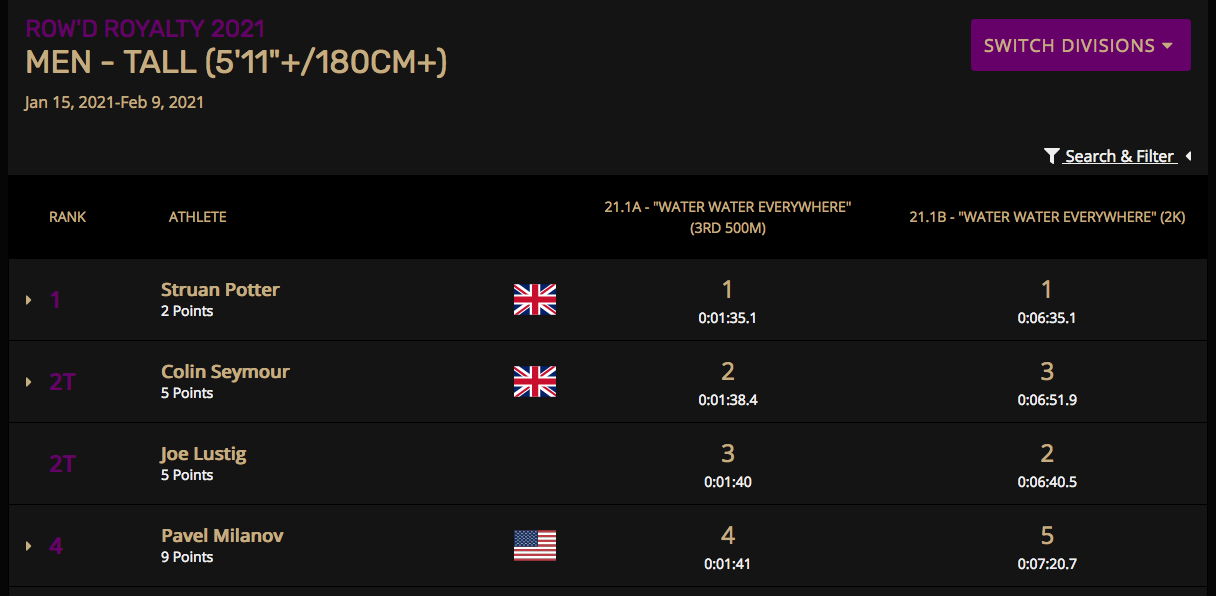 ROW'D ROYALTY 2021
MEN - TALL (5'11"+/180CM+)
SWITCH DIVISIONS
Jan 15, 2021-Feb 9, 2021
Search & Filter
RANK ATHLETE 21.1A - "WATER WATER EVERYWHERE" (3RD 500M) 21.1B - "WATER WATER EVERYWHERE" (2K)
1 Struan Potter 1 1
2 Points 0:01:35.1 0:06:35.1
2T Colin Seymour 2 3
5 Points 0:01:38.4 0:06:51.9
2T Joe Lustig 3 2
5 Points 0:01:40 0:06:40.5
4 Pavel Milanov 4 5
9 Points 0:01:41 0:07:20.7